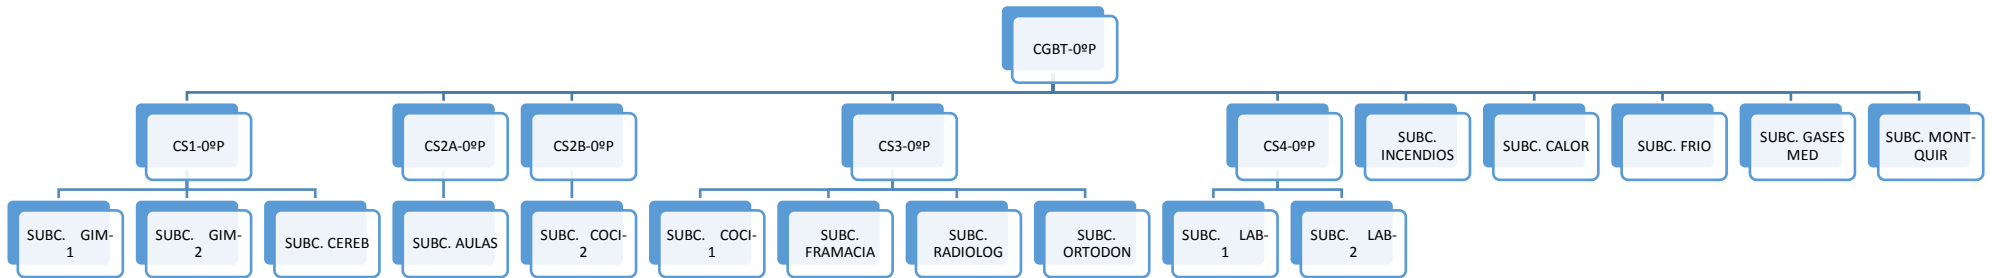 CGBT-0ºP
CS1-0ºP
CS2A-0ºP
CS2B-0ºP
CS3-0ºP
CS4-0ºP
SUBC.
INCENDIOS
SUBC. CALOR
SUBC. FRIO
SUBC. GASES
MED
SUBC. MONT-
QUIR
SUBC. GIM-
1
SUBC. GIM-
2
SUBC. CEREB
SUBC. AULAS
SUBC. COCI-
2
SUBC. COCI-
1
SUBC.
FRAMACIA
SUBC.
RADIOLOG
SUBC.
ORTODON
SUBC. LAB-
1
SUBC. LAB-
2